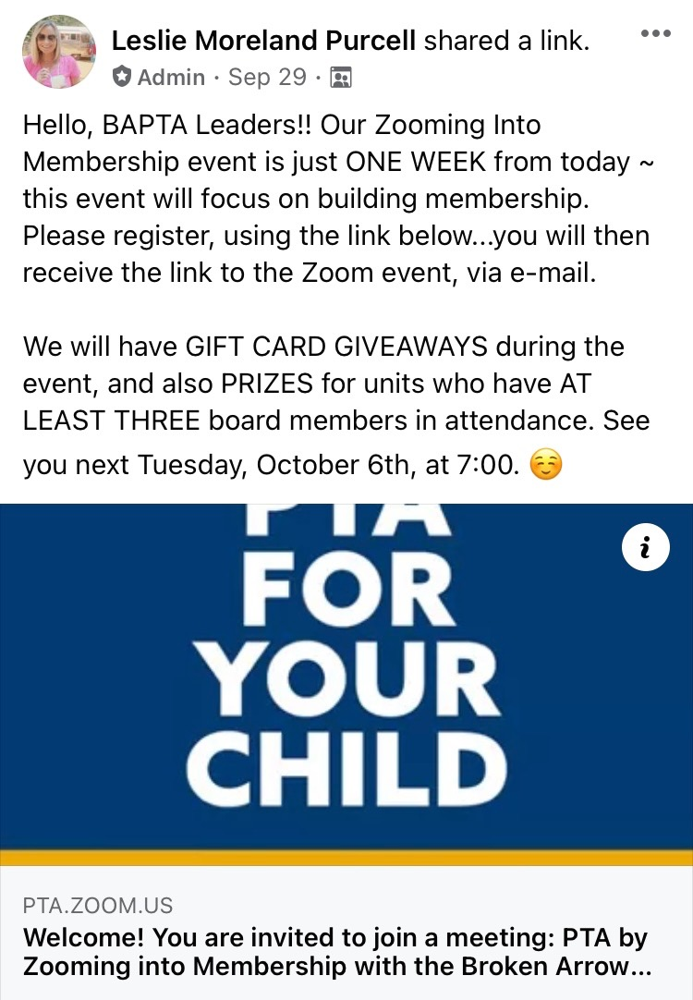 Leslie Moreland Purcell shared a link.
Admin · Sep 29 ·
Hello, BAPTA Leaders!! Our Zooming Into
Membership event is just ONE WEEK from today ~
this event will focus on building membership.
Please register, using the link below...you will then
receive the link to the Zoom event, via e-mail.
We will have GIFT CARD GIVEAWAYS during the
event, and also PRIZES for units who have AT
LEAST THREE board members in attendance. See
you next Tuesday, October 6th, at 7:00. ☺️
PTA
FOR
YOUR
CHILD
PTA.ZOOM.US
Welcome! You are invited to join a meeting: PTA by
Zooming into Membership with the Broken Arrow...